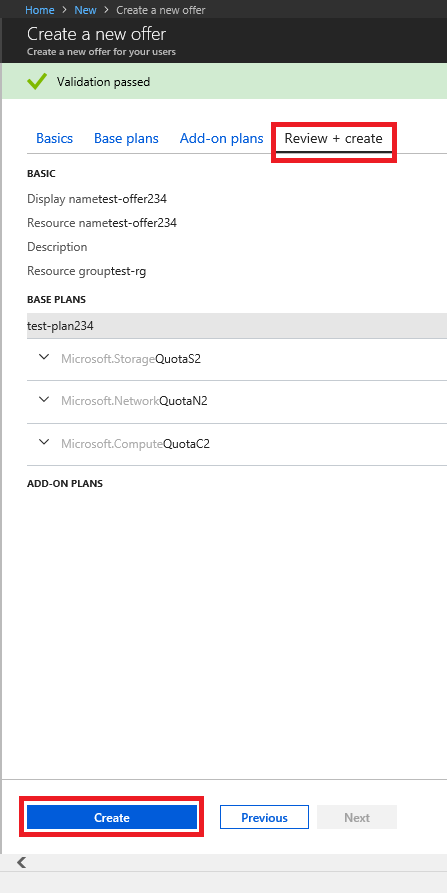 Home > New > Create a new offer
Create a new offer
Create a new offer for your users
Validation passed
Basics Base plans Add-on plans Review + create
BASIC
Display nametest-offer234
Resource nametest-offer234
Description
Resource grouptest-rg
BASE PLANS
test-plan234
Microsoft.StorageQuotaS2
Microsoft.NetworkQuotaN2
Microsoft.ComputeQuotaC2
ADD-ON PLANS
Create Previous Next